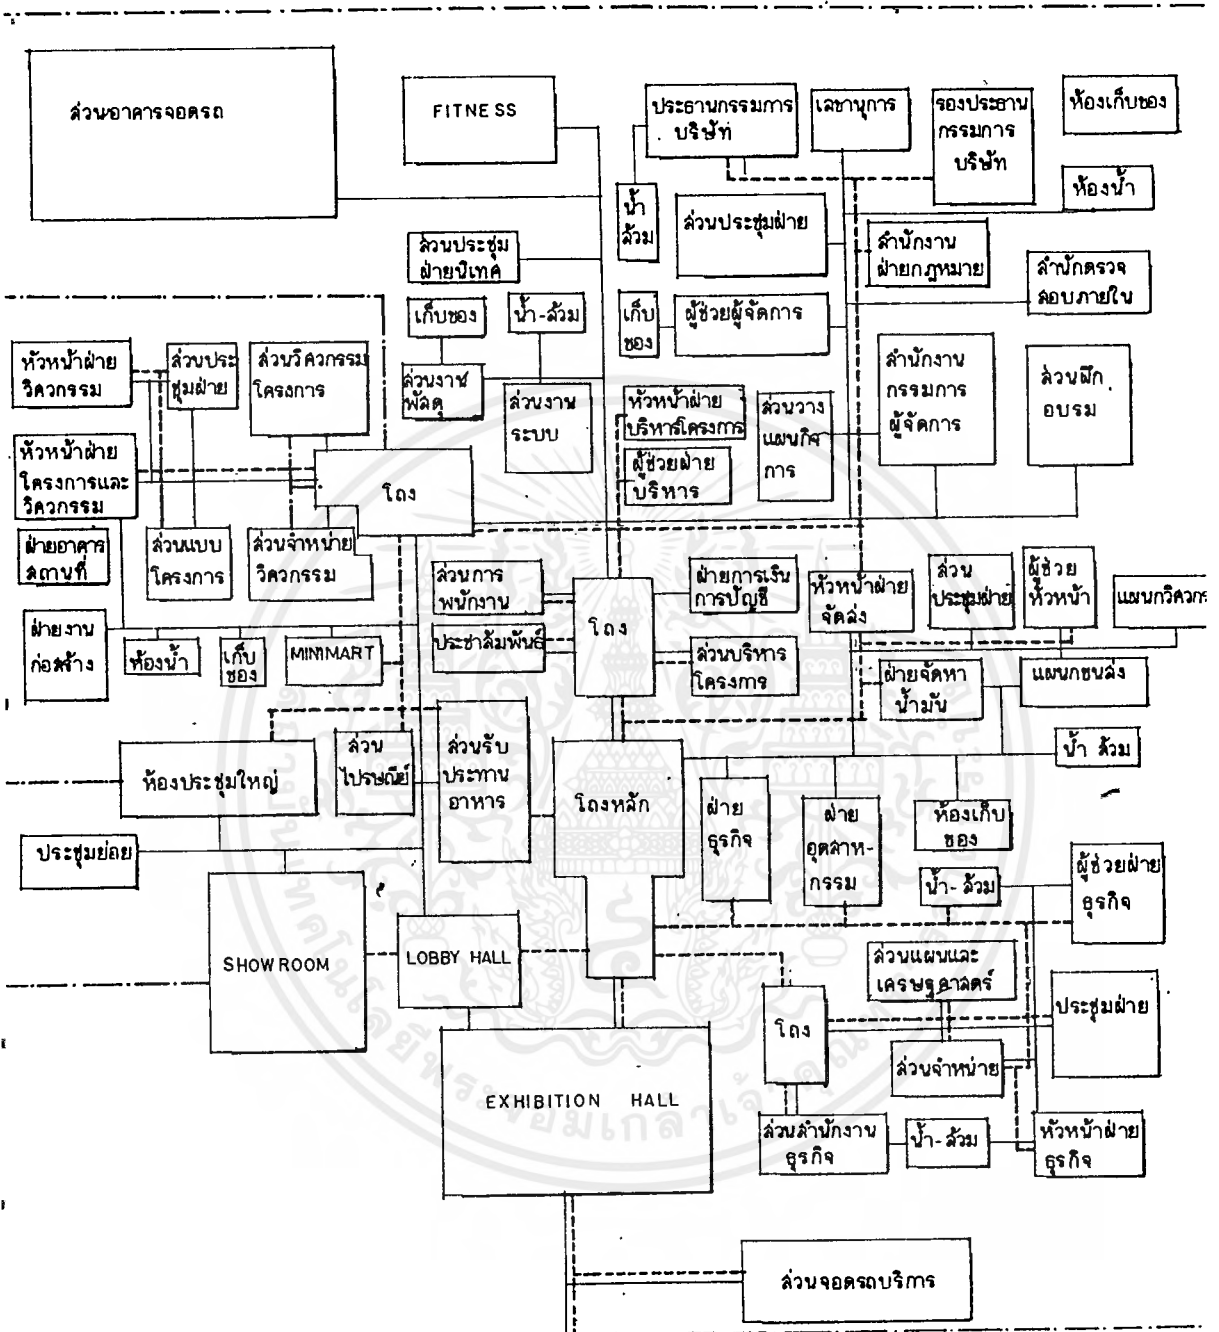 ส่วนอาคารจอดรถ
FITNESS
ประธานกรรมการ
บริษัท
เลขานุการ
รองประธาน
กรรมการ
บริษัท
ห้องเก็บของ
ห้องน้ำ
น้ำ
ส้วม
ส่วนประชุมฝ่าย
สำนักงาน
ฝ่ายกฎหมาย
สำนักตรวจ
สอบภายใน
ส่วนประชุม
ฝ่ายนิเทศ
เก็บของ
น้ำ-ส้วม
เก็บ
ของ
ผู้ช่วยผู้จัดการ
หัวหน้าฝ่าย
วิศวกรรม
ส่วนประ
ชุมฝ่าย
ส่วนวิศวกรรม
โครงการ
ส่วนงาน
พัสดุ
ส่วนงาน
ระบบ
หัวหน้าฝ่าย
บริหารโครงการ
ผู้ช่วยฝ่าย
บริหาร
ส่วนวาง
แผนกิจ
การ
สำนักงาน
กรรมการ
ผู้จัดการ
ส่วนฝึก
อบรม
หัวหน้าฝ่าย
โครงการและ
วิศวกรรม
โถง
ฝ่ายอาคาร
สถานที่
ส่วนแบบ
โครงการ
ส่วนจำหน่าย
วิศวกรรม
ส่วนการ
พนักงาน
ประชาสัมพันธ์
โถง
ฝ่ายการเงิน
การบัญชี
ส่วนบริหาร
โครงการ
หัวหน้าฝ่าย
จัดส่ง
ส่วน
ประชุมฝ่าย
ผู้ช่วย
หัวหน้า
แผนกวิศวกร
ฝ่ายงาน
ก่อสร้าง
ห้องน้ำ
เก็บ
ของ
MINIMART
ฝ่ายจัดหา
น้ำมัน
แผนกขนส่ง
ห้องประชุมใหญ่
ส่วน
ไปรษณีย์
ส่วนรับ
ประทาน
อาหาร
โถงหลัก
น้ำ ส้วม
ฝ่าย
ธุรกิจ
ฝ่าย
อุตสาห-
กรรม
ห้องเก็บ
ของ
ประชุมย่อย
น้ำ-ส้วม
ผู้ช่วยฝ่าย
ธุรกิจ
SHOWROOM
LOBBY HALL
ส่วนแผนและ
เศรษฐศาสตร์
ประชุมฝ่าย
โถง
ส่วนจำหน่าย
EXHIBITION HALL
ส่วนสำนักงาน
ธุรกิจ
น้ำ-ส้วม
หัวหน้าฝ่าย
ธุรกิจ
ส่วนจอดรถบริการ